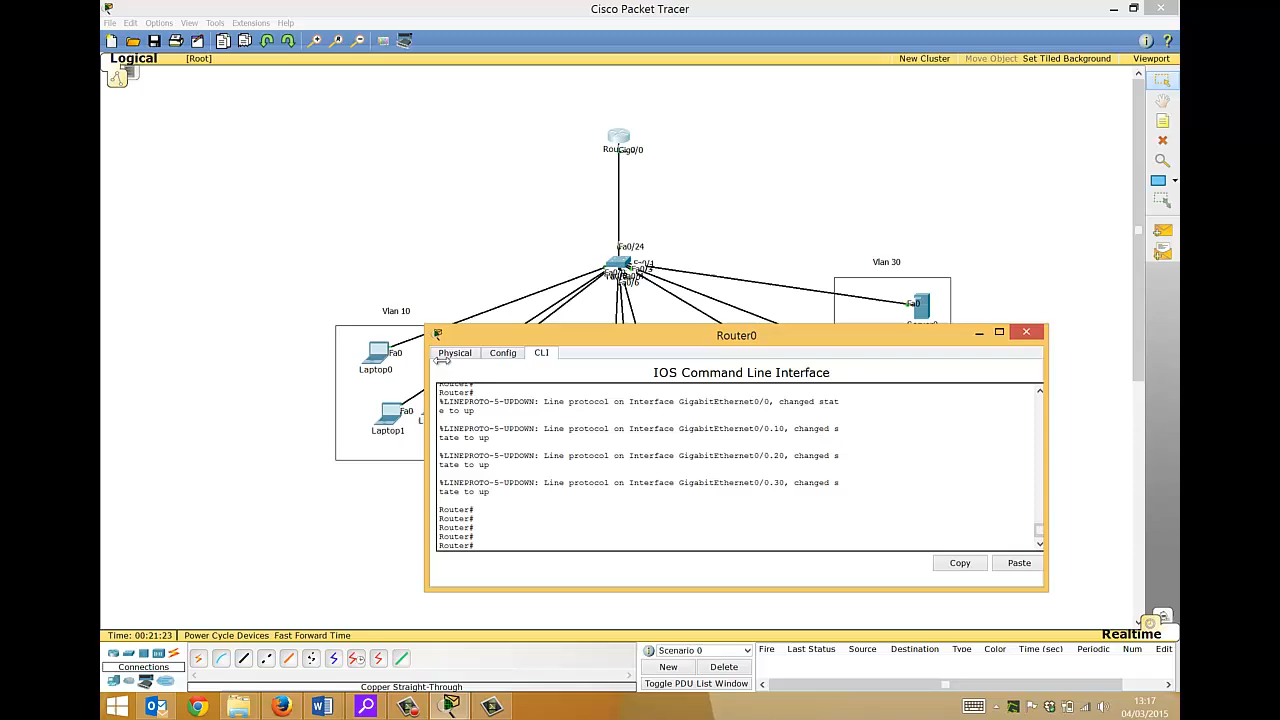 Cisco Packet Tracer
File Edit Options View Tools Extensions Help
Logical [Root] New Cluster Move Object Set Tiled Background Viewport
Gig0/0
Fa0/24
Fa0/6
Vlan 30
Fa0
Vlan 10
Fa0
Laptop0
Fa0
Laptop1
Router0
Physical Config CLI
IOS Command Line Interface
Router#
Router#
%LINEPROTO-5-UPDOWN: Line protocol on Interface GigabitEthernet0/0, changed stat
e to up
%LINEPROTO-5-UPDOWN: Line protocol on Interface GigabitEthernet0/0.10, changed s
tate to up
%LINEPROTO-5-UPDOWN: Line protocol on Interface GigabitEthernet0/0.20, changed s
tate to up
%LINEPROTO-5-UPDOWN: Line protocol on Interface GigabitEthernet0/0.30, changed s
tate to up
Router#
Router#
Router#
Router#
Router#
Copy Paste
Time: 00:21:23 Power Cycle Devices Fast Forward Time Realtime
Connections
Copper Straight-Through
Scenario 0
New Delete
Toggle PDU List Window
Fire Last Status Source Destination Type Color Time (sec) Periodic Num Edit
13:17
04/03/2015